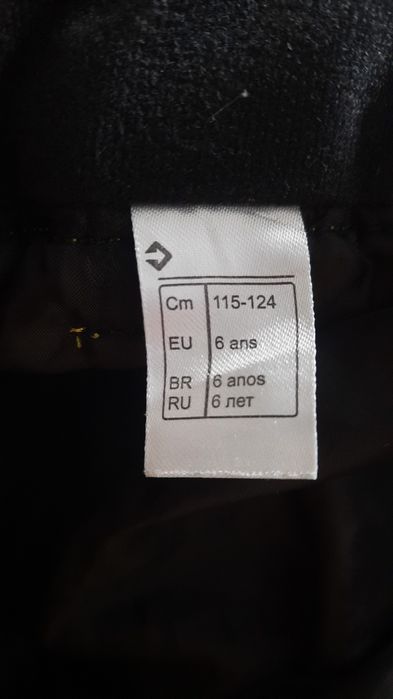 Cm 115-124
EU 6 ans
BR 6 anos
RU 6 лет